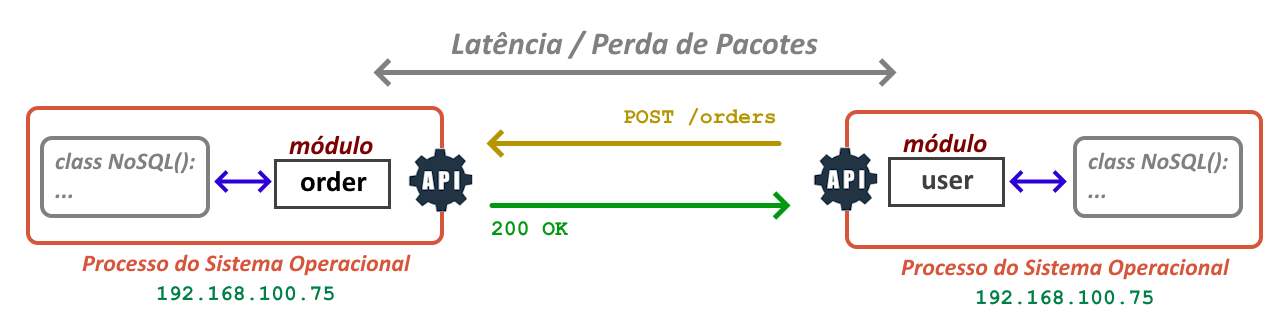 Latência / Perda de Pacotes
POST /orders
módulo
class NoSQL():
...
order
API
200 OK
Processo do Sistema Operacional
192.168.100.75
módulo
API
user
class NoSQL():
...
Processo do Sistema Operacional
192.168.100.75